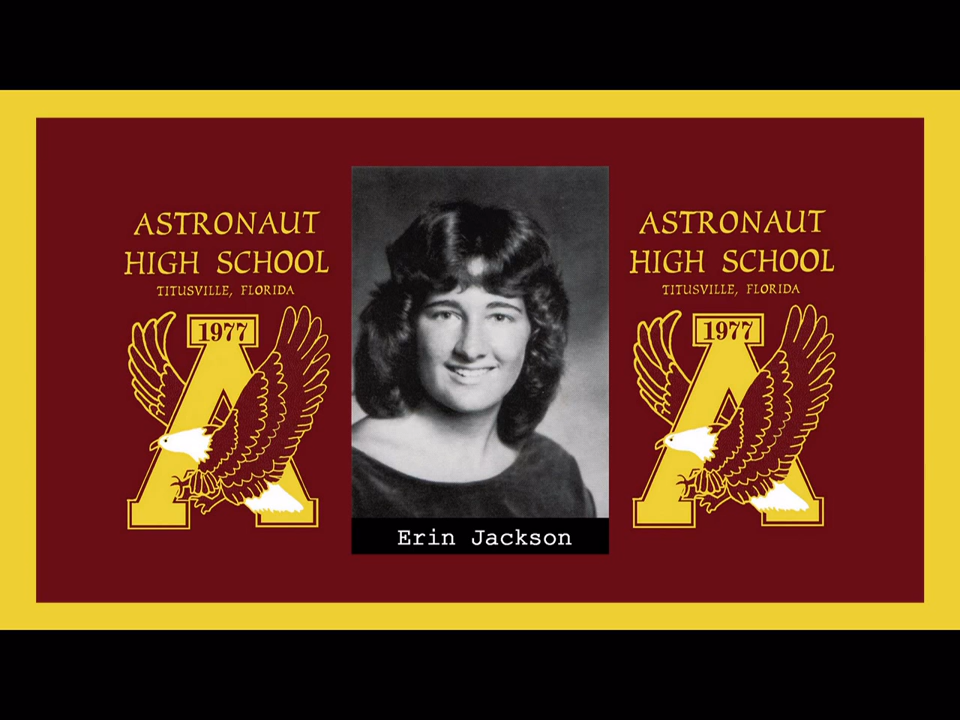 ASTRONAUT
HIGH SCHOOL
TITUSVILLE, FLORIDA
1977
Erin Jackson
ASTRONAUT
HIGH SCHOOL
TITUSVILLE, FLORIDA
1977